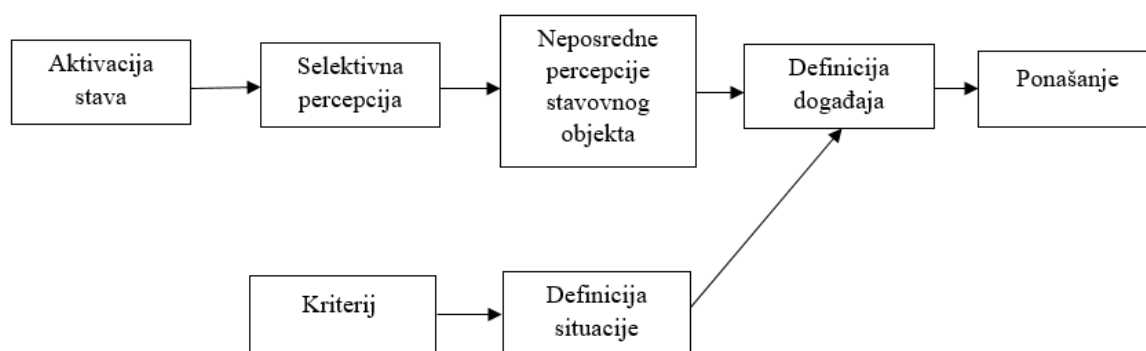 Aktivacija
stava
Selektivna
percepcija
Neposredne
percepcije
stavovnog
objekta
Definicija
događaja
Ponašanje
Kriterij
Definicija
situacije